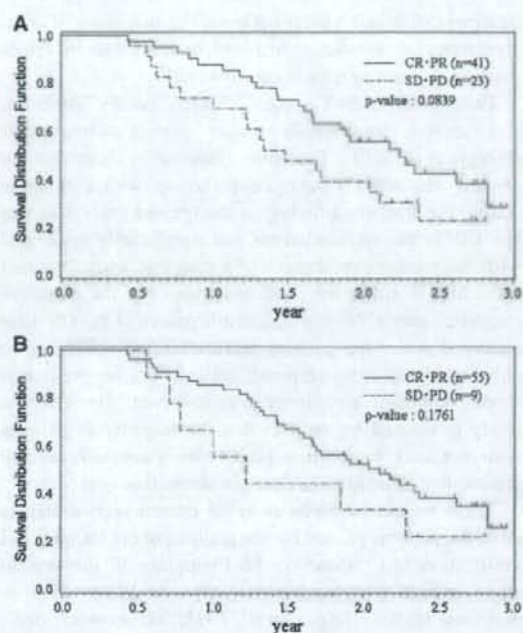 A
Survival Distribution Function
1.0
0.8
0.6
0.4
0.2
0.0
CR·PR (n=41)
SD·PD (n=23)
p-value : 0.0839
0.0 0.5 1.0 1.5 2.0 2.5 3.0
year
B
Survival Distribution Function
1.0
0.8
0.6
0.4
0.2
0.0
CR·PR (n=55)
SD·PD (n=9)
p-value : 0.1761
0.0 0.5 1.0 1.5 2.0 2.5 3.0
year